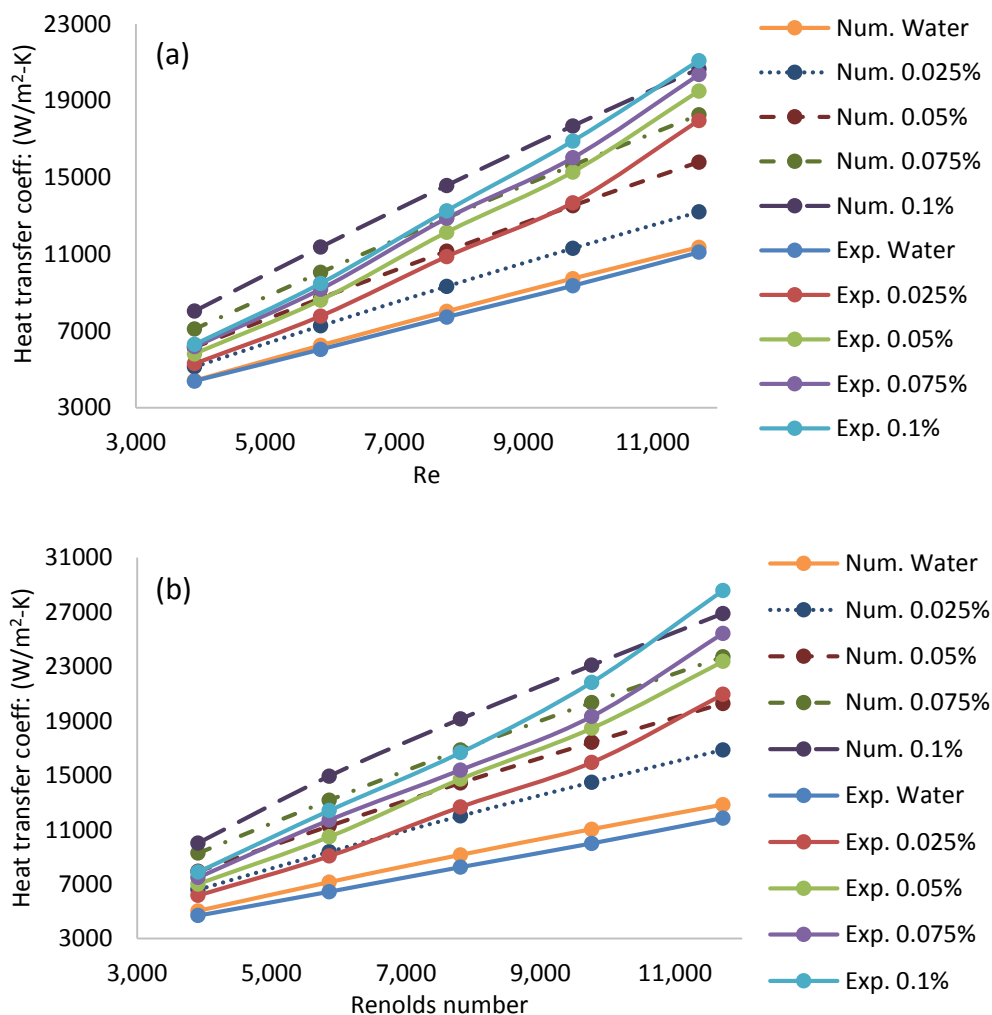 (a)
Heat transfer coeff: (W/m²-K)
23000
19000
15000
11000
7000
3000
3,000 5,000 7,000 9,000 11,000
Re
Num. Water
Num. 0.025%
Num. 0.05%
Num. 0.075%
Num. 0.1%
Exp. Water
Exp. 0.025%
Exp. 0.05%
Exp. 0.075%
Exp. 0.1%
(b)
Heat transfer coeff: (W/m²-K)
31000
27000
23000
19000
15000
11000
7000
3000
3,000 5,000 7,000 9,000 11,000
Renolds number
Num. Water
Num. 0.025%
Num. 0.05%
Num. 0.075%
Num. 0.1%
Exp. Water
Exp. 0.025%
Exp. 0.05%
Exp. 0.075%
Exp. 0.1%